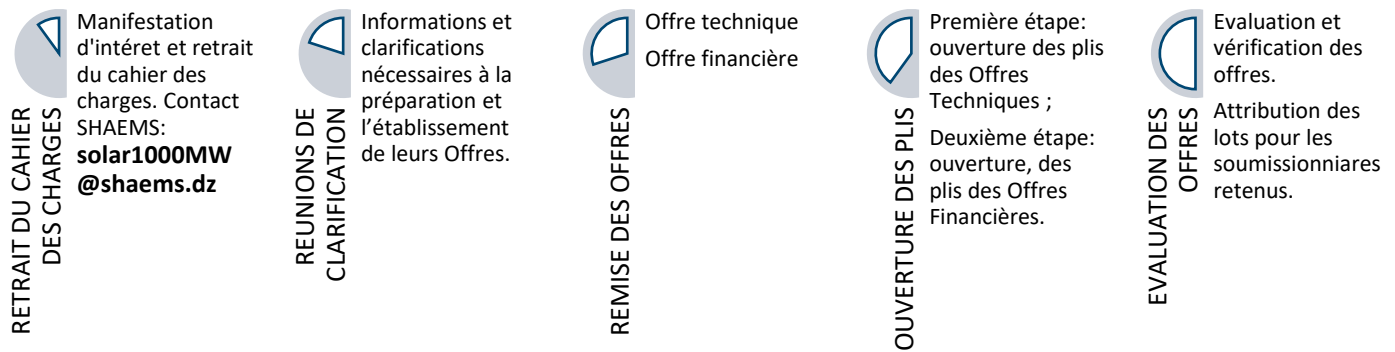 RETRAIT DU CAHIER
DES CHARGES
Manifestation
d'intéret et retrait
du cahier des
charges. Contact
SHAEMS:
solar1000MW
@shaems.dz
REUNIONS DE
CLARIFICATION
Informations et
clarifications
nécessaires à la
préparation et
l’établissement
de leurs Offres.
REMISE DES OFFRES
Offre technique
Offre financière
OUVERTURE DES PLIS
Première étape:
ouverture des plis
des Offres
Techniques ;
Deuxième étape:
ouverture, des
plis des Offres
Financières.
EVALUATION DES
OFFRES
Evaluation et
vérification des
offres.
Attribution des
lots pour les
soumissionniares
retenus.